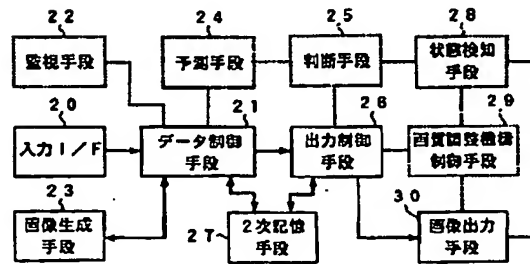 22
24
25
28
監視手段
予測手段
判断手段
状態検知
手段
20
21
26
29
入力I/F
データ制御
手段
出力制御
手段
画質調整機構
制御手段
23
30
画像生成
手段
27
2次記憶
手段
画像出力
手段